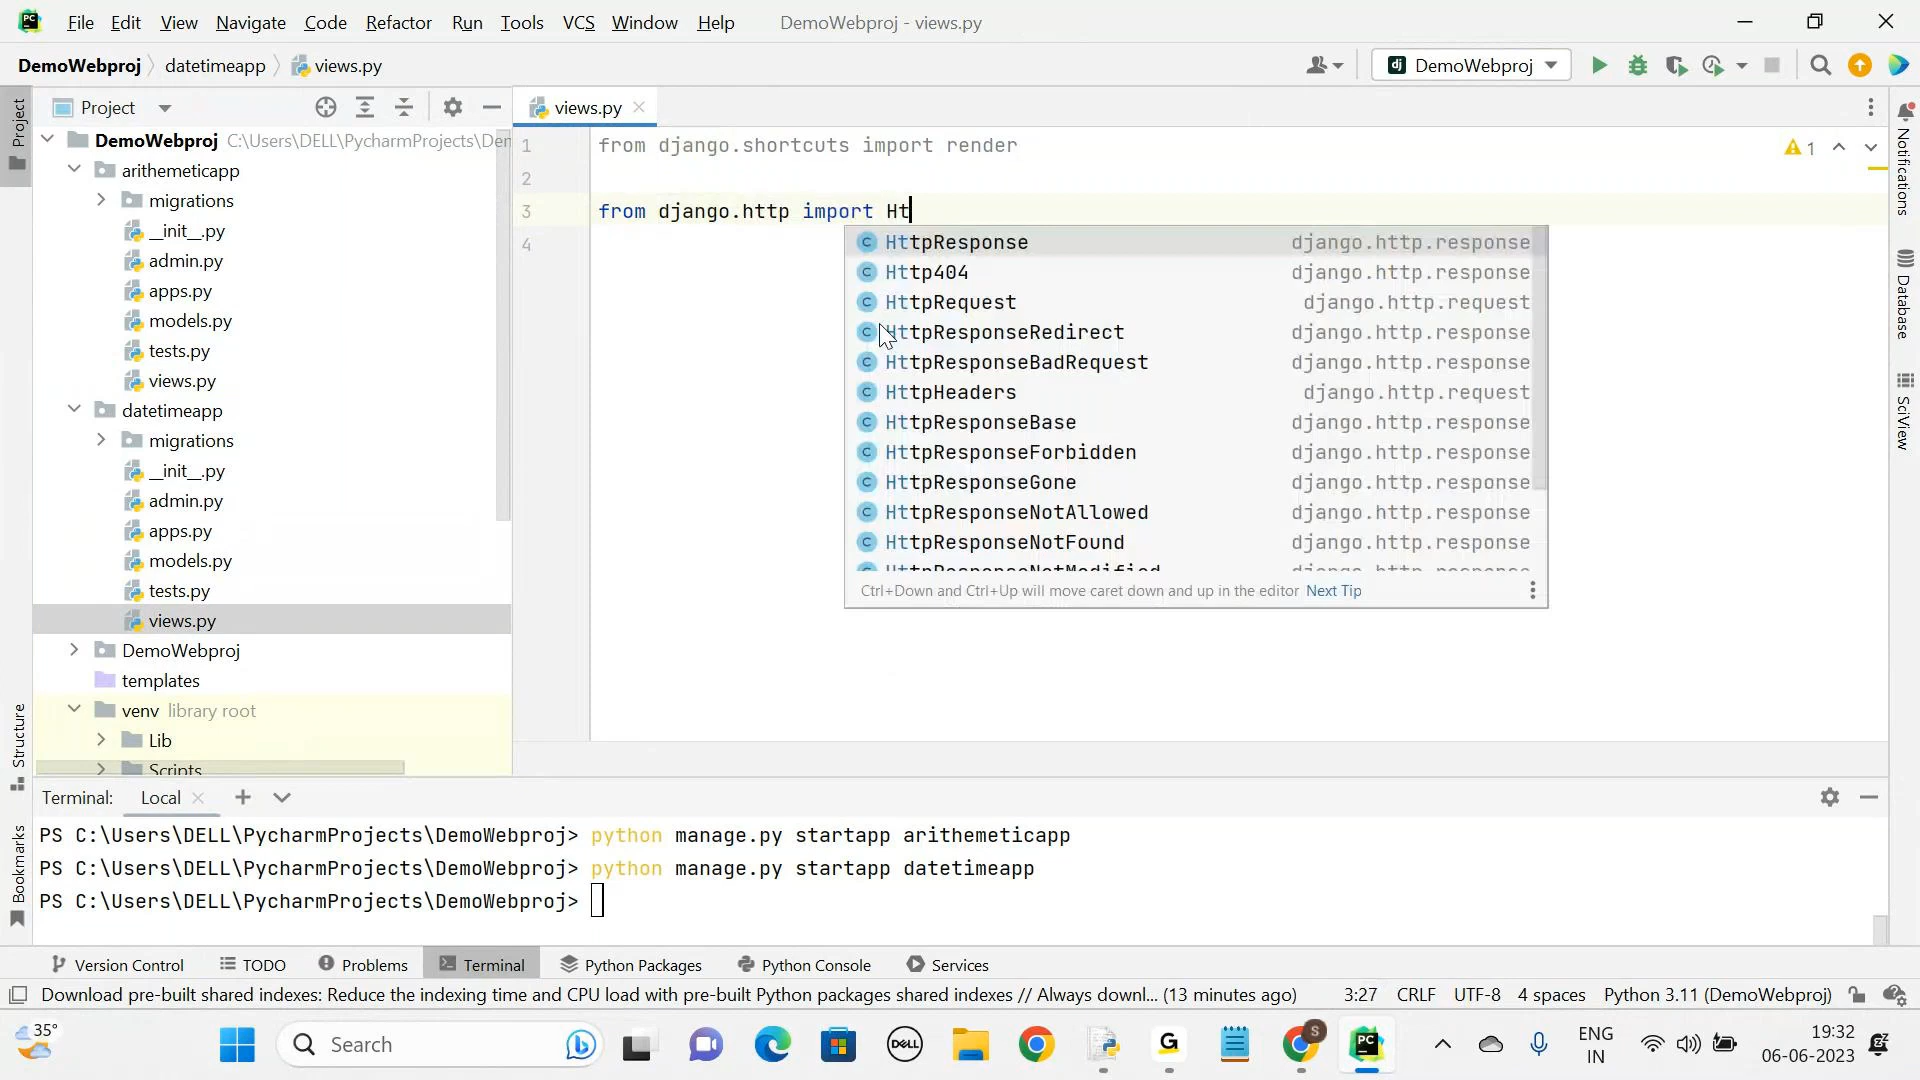 File Edit View Navigate Code Refactor Run Tools VCS Window Help DemoWebproj - views.py
DemoWebproj datetimeapp views.py
DemoWebproj
Project
views.py
DemoWebproj C:\Users\DELL\PycharmProjects\Der
arithemeticapp
migrations
__init__.py
admin.py
apps.py
models.py
tests.py
views.py
datetimeapp
migrations
__init__.py
admin.py
apps.py
models.py
tests.py
views.py
DemoWebproj
templates
venv library root
Lib
Scripts
1 from django.shortcuts import render
2
3 from django.http import Ht
4
1
HttpResponse django.http.response
Http404 django.http.response
HttpRequest django.http.request
HttpResponseRedirect django.http.response
HttpResponseBadRequest django.http.response
HttpHeaders django.http.request
HttpResponseBase django.http.response
HttpResponseForbidden django.http.response
HttpResponseGone django.http.response
HttpResponseNotAllowed django.http.response
HttpResponseNotFound django.http.response
HttpResponseNotModified django.http.response
Ctrl+Down and Ctrl+Up will move caret down and up in the editor Next Tip
Project
Structure
Bookmarks
Notifications
Database
SciView
Terminal: Local
PS C:\Users\DELL\PycharmProjects\DemoWebproj> python manage.py startapp arithemeticapp
PS C:\Users\DELL\PycharmProjects\DemoWebproj> python manage.py startapp datetimeapp
PS C:\Users\DELL\PycharmProjects\DemoWebproj>
Version Control TODO Problems Terminal Python Packages Python Console Services
Download pre-built shared indexes: Reduce the indexing time and CPU load with pre-built Python packages shared indexes // Always downl... (13 minutes ago) 3:27 CRLF UTF-8 4 spaces Python 3.11 (DemoWebproj)
35°
Search
DELL
S
PC
ENG
IN
19:32
06-06-2023